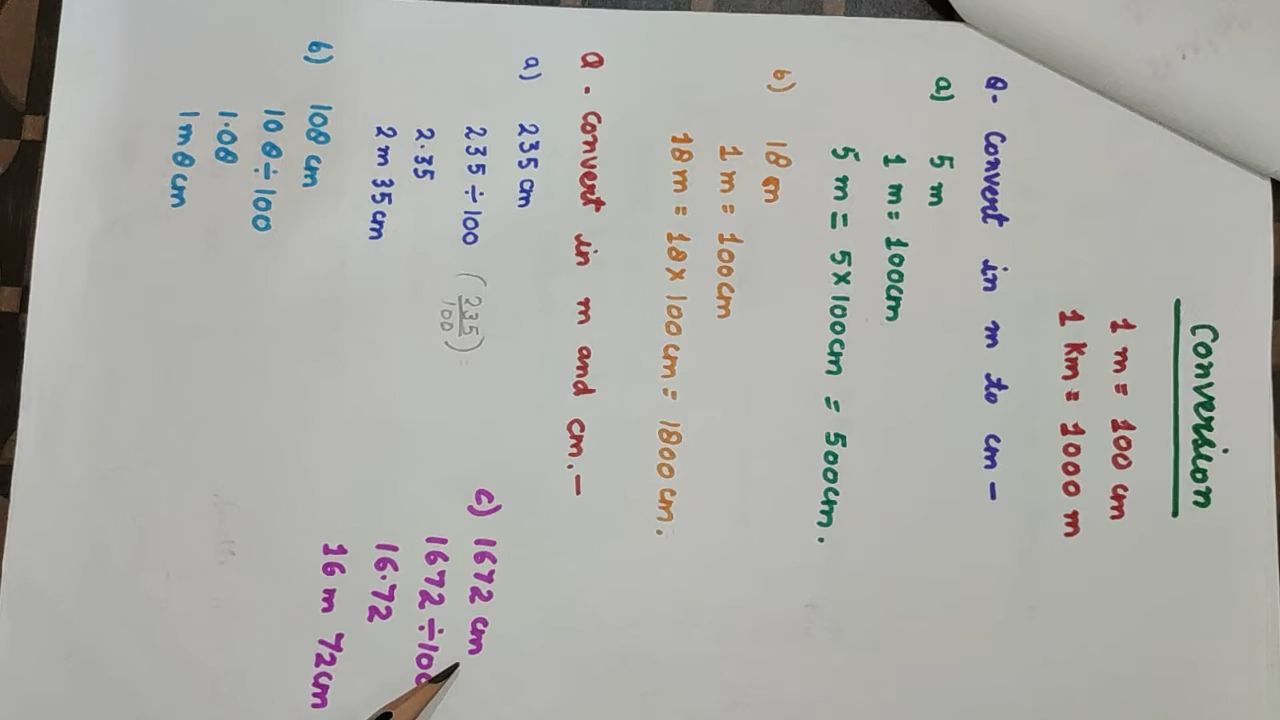 Conversion
1 m = 100 cm
1 Km = 1000 m
Q- Convert in m to cm -
a) 5 m
1 m = 100cm
5 m = 5 × 100cm = 500cm.
b) 18 m
1 m = 100cm
18 m = 18 × 100cm = 1800 cm.
Q - Convert in m and cm. -
a) 235 cm
235 ÷ 100 (235/100)
2.35
2 m 35 cm
b) 108 cm
108 ÷ 100
1.08
1 m 8 cm
c) 1672 cm
1672 ÷ 100
16.72
16 m 72 cm